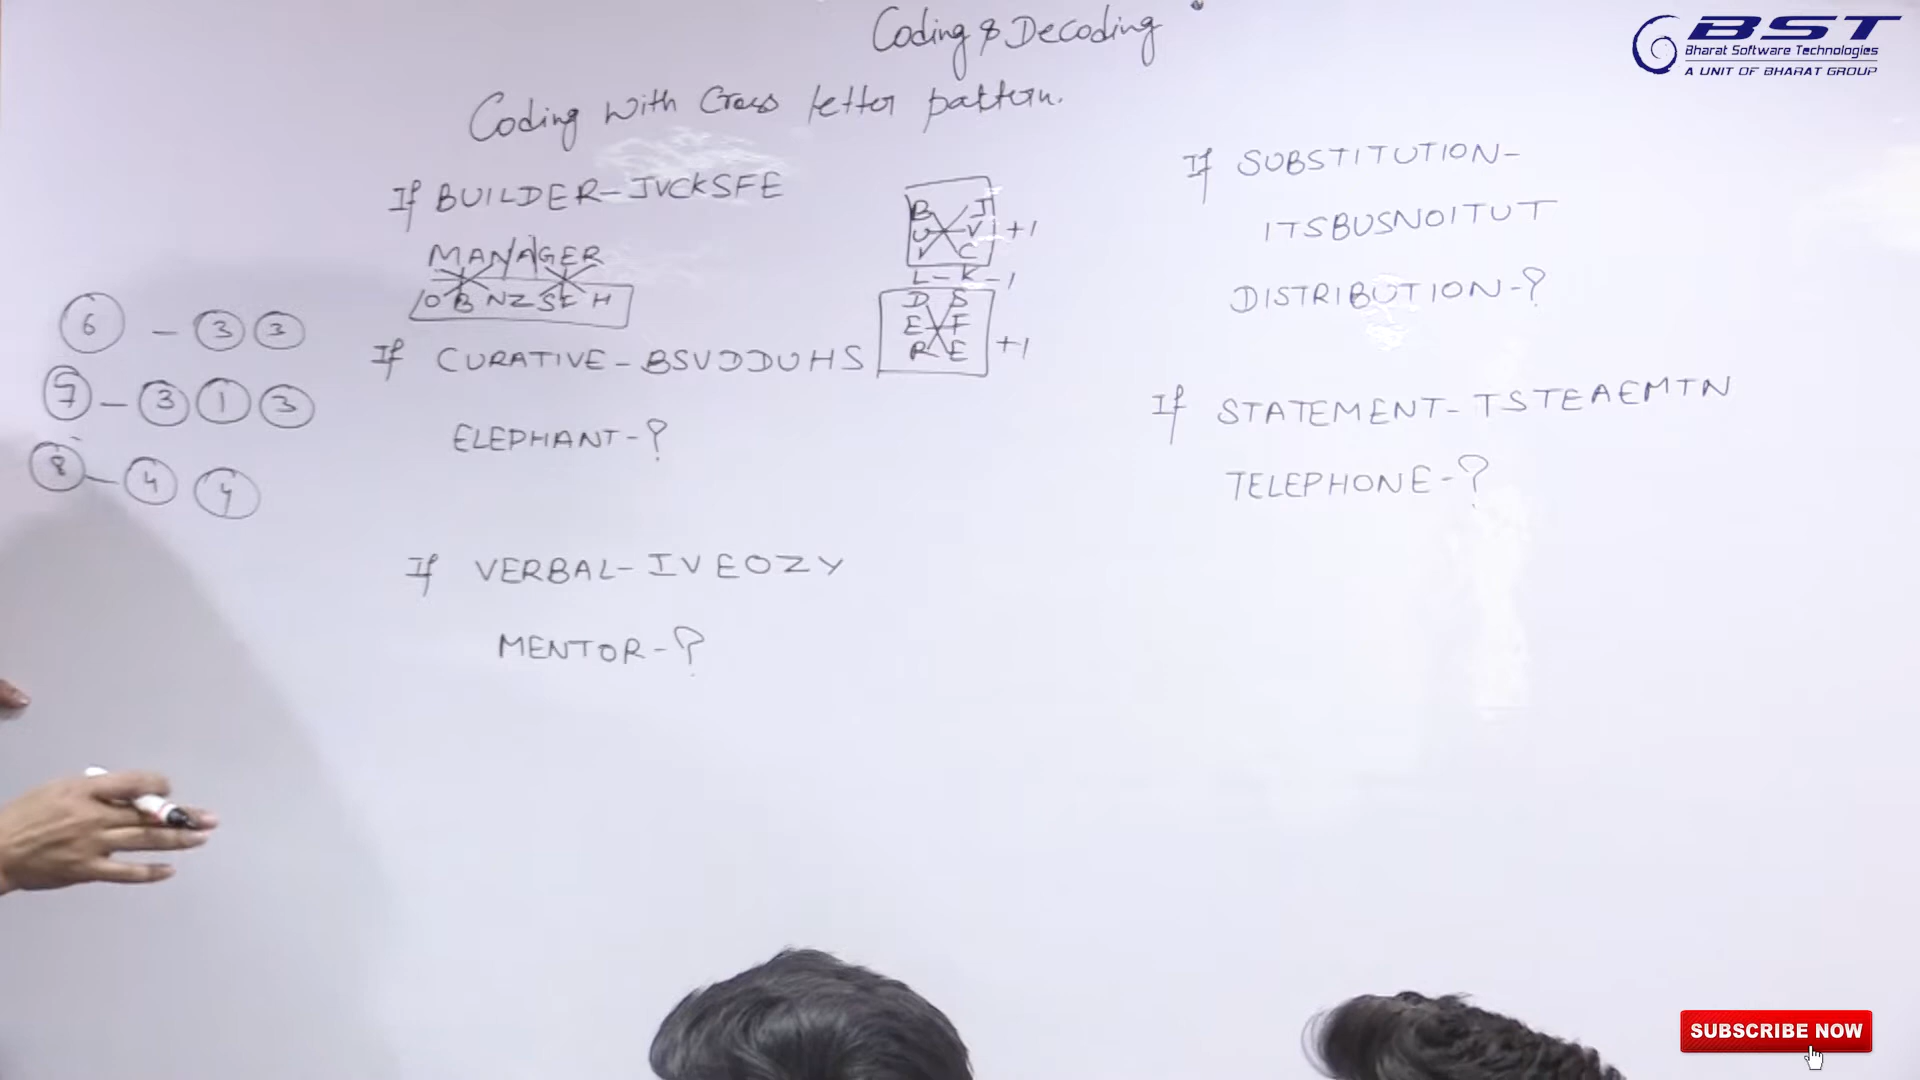 Coding & Decoding
Coding with Cross letter pattern.
If BUILDER-JVCKSFE
MANAGER
OBNZSEH
If CURATIVE-BSVDDUHS
ELEPHANT-?
If VERBAL-IVEOZY
MENTOR-?
B J
U V +1
V C
L-K-1
D S
E F
R E +1
6 - 3 3
7 - 3 1 3
8 - 4 4
If SUBSTITUTION-
ITSBUSNOITUT
DISTRIBUTION-?
If STATEMENT-TSTEAEMTN
TELEPHONE-?
BST
Bharat Software Technologies
A UNIT OF BHARAT GROUP
SUBSCRIBE NOW